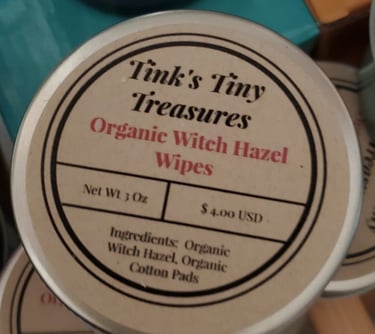 Tink's Tiny
Treasures
Organic Witch Hazel
Wipes
Net Wt 3 Oz
$ 4.00 USD
Ingredients: Organic
Witch Hazel, Organic
Cotton Pads